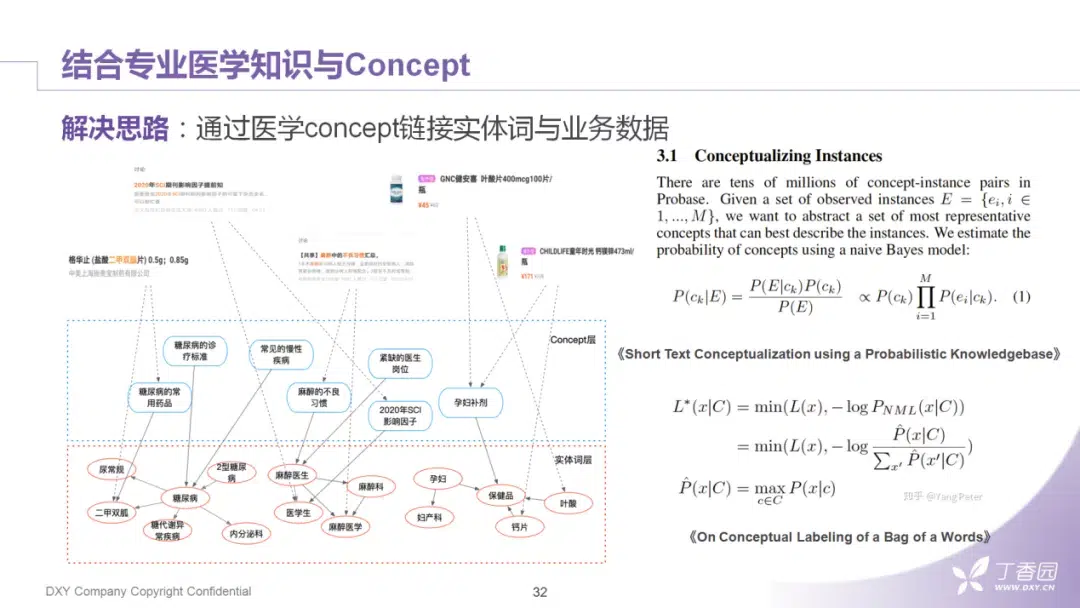 结合专业医学知识与Concept
解决思路：通过医学concept链接实体词与业务数据
讨论
2020年SCI期刊影响因子提前知
GNC健安喜 叶酸片400mcg100片/
瓶
¥45
格华止 (盐酸二甲双胍片) 0.5g；0.85g
中美上海施贵宝制药有限公司
【共享】麻醉中的不良习惯汇总。
CHILDLIFE童年时光 钙镁锌473ml/
瓶
¥171
Concept层
糖尿病的诊
疗标准
常见的慢性
疾病
紧缺的医生
岗位
糖尿病的常
用药品
麻醉的不良
习惯
2020年SCI
影响因子
孕妇补剂
实体词层
尿常规
2型糖尿
病
麻醉医生
麻醉科
孕妇
保健品
叶酸
糖尿病
二甲双胍
糖代谢异
常疾病
内分泌科
医学生
麻醉医学
妇产科
钙片
3.1 Conceptualizing Instances
There are tens of millions of concept-instance pairs in
Probase. Given a set of observed instances E = {e_i, i ∈
1, ..., M}, we want to abstract a set of most representative
concepts that can best describe the instances. We estimate the
probability of concepts using a naive Bayes model:
P(c_k|E) = P(E|c_k)P(c_k) / P(E) ∝ P(c_k) ∏_{i=1}^{M} P(e_i|c_k). (1)
《Short Text Conceptualization using a Probabilistic Knowledgebase》
L*(x|C) = min(L(x), − log P_NML(x|C))
= min(L(x), − log P̂(x|C) / ∑_{x'} P̂(x'|C))
P̂(x|C) = max_{c∈C} P(x|c)
知乎 @YangPeter
《On Conceptual Labeling of a Bag of a Words》
DXY Company Copyright Confidential
32
丁香园
WWW.DXY.CN